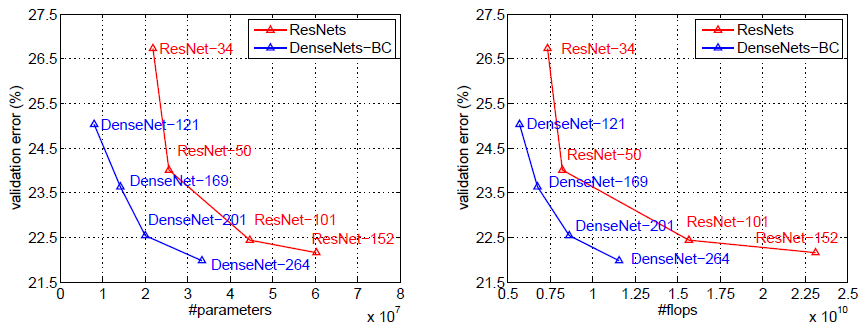 27.5
26.5
25.5
24.5
23.5
22.5
21.5
validation error (%)
ResNets
DenseNets−BC
ResNet−34
DenseNet−121
ResNet−50
DenseNet−169
DenseNet−201
ResNet−101
ResNet−152
DenseNet−264
0 1 2 3 4 5 6 7 8
#parameters
x 10^7
27.5
26.5
25.5
24.5
23.5
22.5
21.5
validation error (%)
ResNets
DenseNets−BC
ResNet−34
DenseNet−121
ResNet−50
DenseNet−169
DenseNet−201
ResNet−101
ResNet−152
DenseNet−264
0.5 0.75 1 1.25 1.5 1.75 2 2.25 2.5
#flops
x 10^10